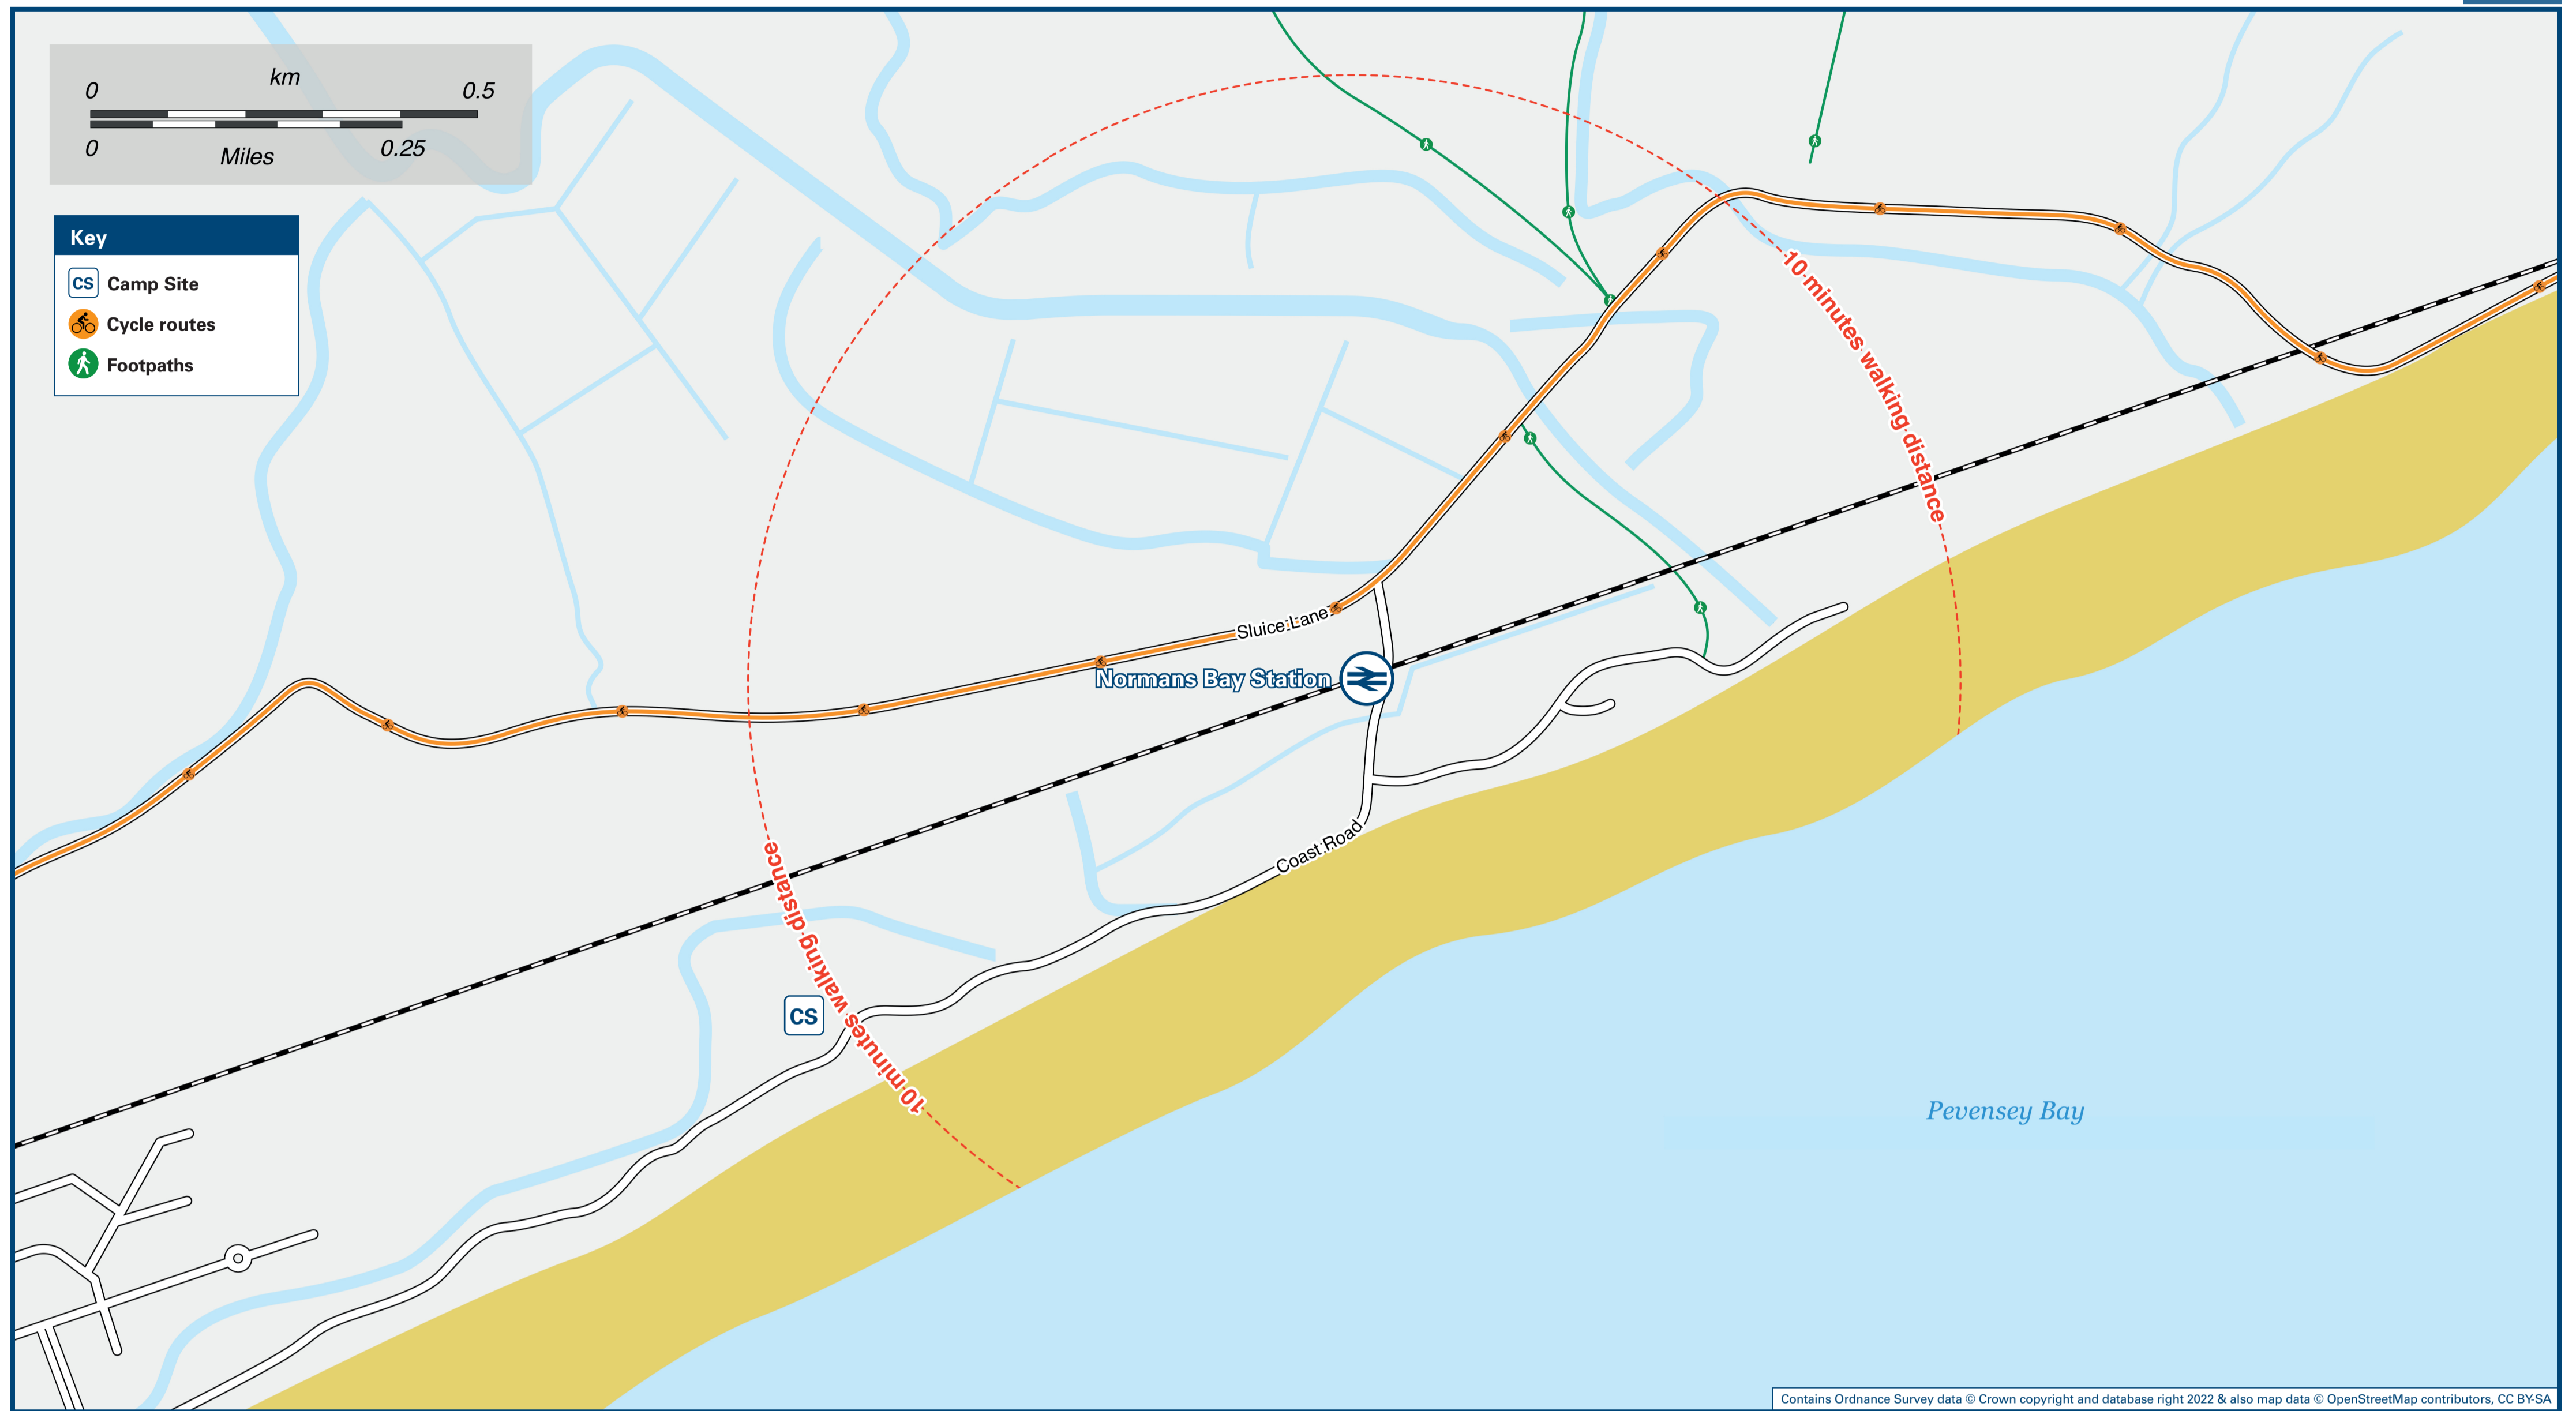 km
0 0.5
0 Miles 0.25
Key
CS Camp Site
Cycle routes
Footpaths
10 minutes walking distance
Sluice Lane
Normans Bay Station
Coast Road
10 minutes walking distance
CS
Pevensey Bay
Contains Ordnance Survey data © Crown copyright and database right 2022 & also map data © OpenStreetMap contributors, CC BY-SA